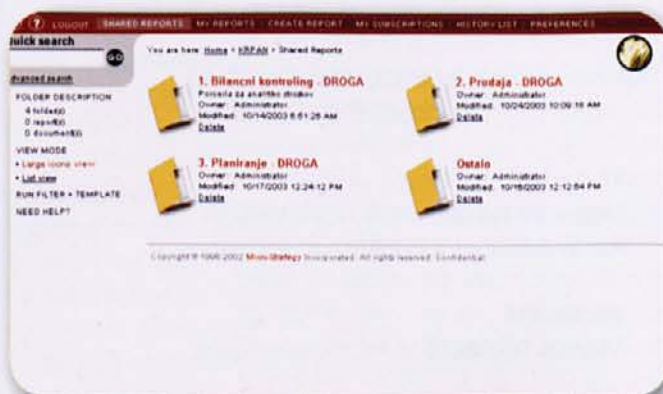 ? LOGOUT SHARED REPORTS MY REPORTS CREATE REPORT MY SUBSCRIPTIONS HISTORY LIST PREFERENCES
quick search
GO
You are here: Home > KRPAN > Shared Reports
advanced search
FOLDER DESCRIPTION
4 folder(s)
0 report(s)
0 document(s)
VIEW MODE
• Large icons view
• List view
RUN FILTER + TEMPLATE
NEED HELP?
1. Bilancni kontroling - DROGA
Porocila za analitiko stroskov
Owner: Administrator
Modified: 10/14/2003 6:51:26 AM
Delete
2. Prodaja - DROGA
Owner: Administrator
Modified: 10/24/2003 10:09:16 AM
Delete
3. Planiranje - DROGA
Owner: Administrator
Modified: 10/17/2003 12:24:12 PM
Delete
Ostalo
Owner: Administrator
Modified: 10/16/2003 12:12:54 PM
Delete
Copyright © 1996-2002 MicroStrategy Incorporated. All rights reserved. Confidential.